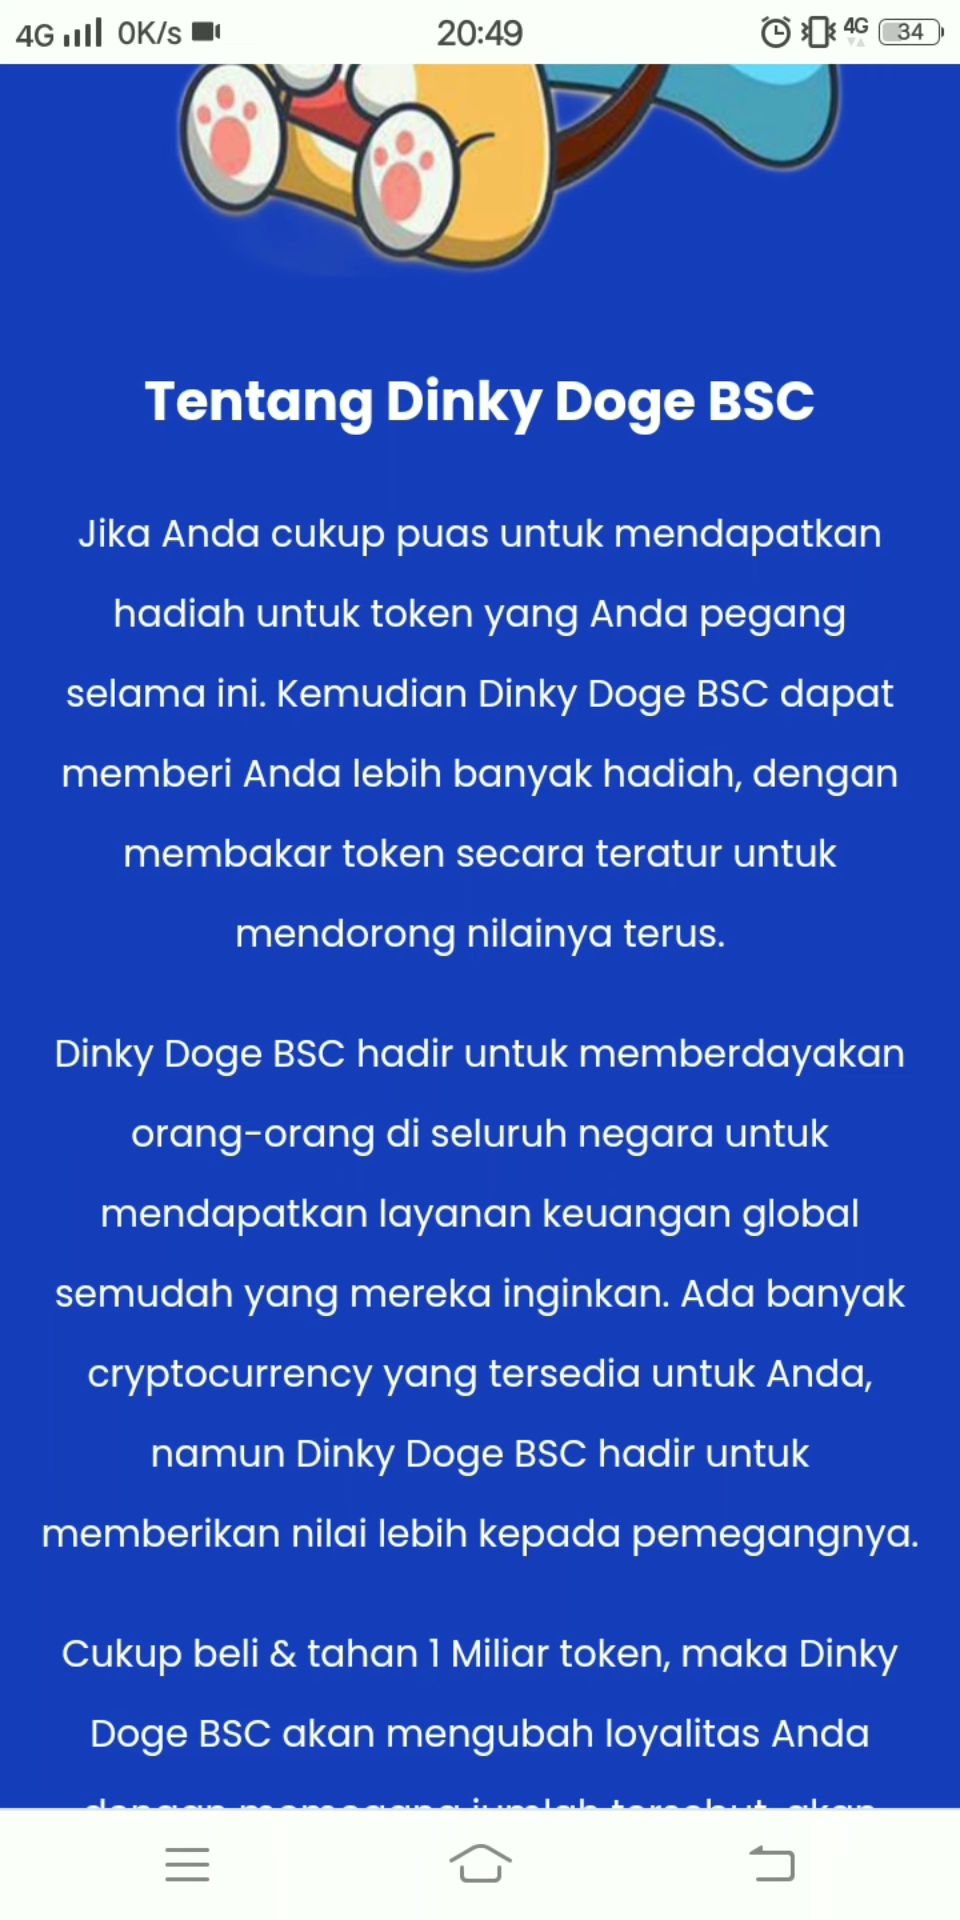 4G 0K/s 20:49 4G 34
Tentang Dinky Doge BSC
Jika Anda cukup puas untuk mendapatkan
hadiah untuk token yang Anda pegang
selama ini. Kemudian Dinky Doge BSC dapat
memberi Anda lebih banyak hadiah, dengan
membakar token secara teratur untuk
mendorong nilainya terus.
Dinky Doge BSC hadir untuk memberdayakan
orang-orang di seluruh negara untuk
mendapatkan layanan keuangan global
semudah yang mereka inginkan. Ada banyak
cryptocurrency yang tersedia untuk Anda,
namun Dinky Doge BSC hadir untuk
memberikan nilai lebih kepada pemegangnya.
Cukup beli & tahan 1 Miliar token, maka Dinky
Doge BSC akan mengubah loyalitas Anda
dengan memegang jumlah tersebut, akan